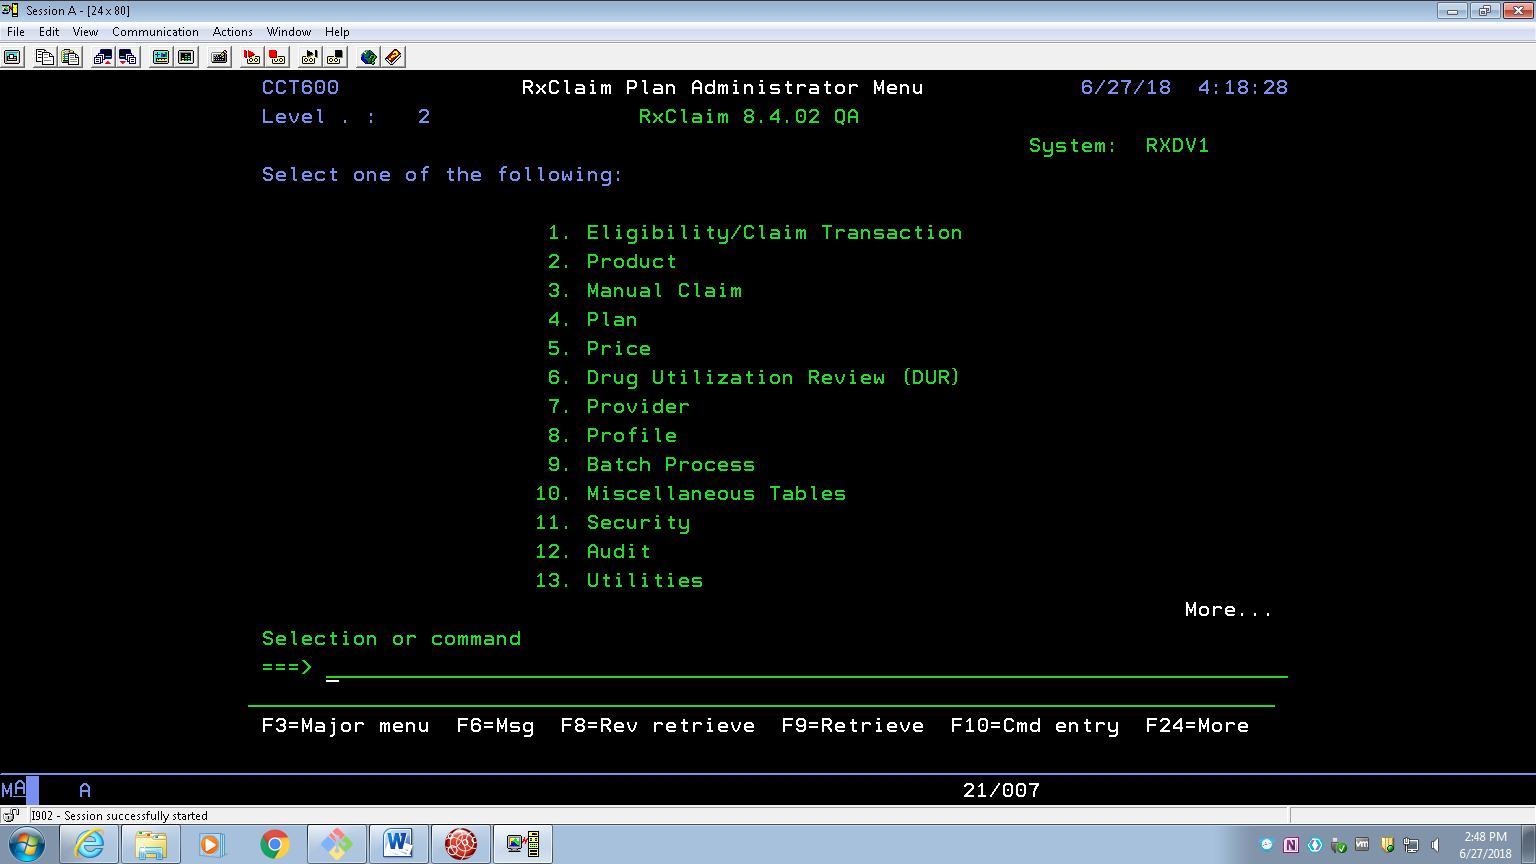 Session A - [24 x 80]
File Edit View Communication Actions Window Help
CCT600 RxClaim Plan Administrator Menu 6/27/18 4:18:28
Level . : 2 RxClaim 8.4.02 QA
System: RXDV1
Select one of the following:
1. Eligibility/Claim Transaction
2. Product
3. Manual Claim
4. Plan
5. Price
6. Drug Utilization Review (DUR)
7. Provider
8. Profile
9. Batch Process
10. Miscellaneous Tables
11. Security
12. Audit
13. Utilities
More...
Selection or command
===> _
F3=Major menu F6=Msg F8=Rev retrieve F9=Retrieve F10=Cmd entry F24=More
MA A 21/007
I902 - Session successfully started
2:48 PM
6/27/2018